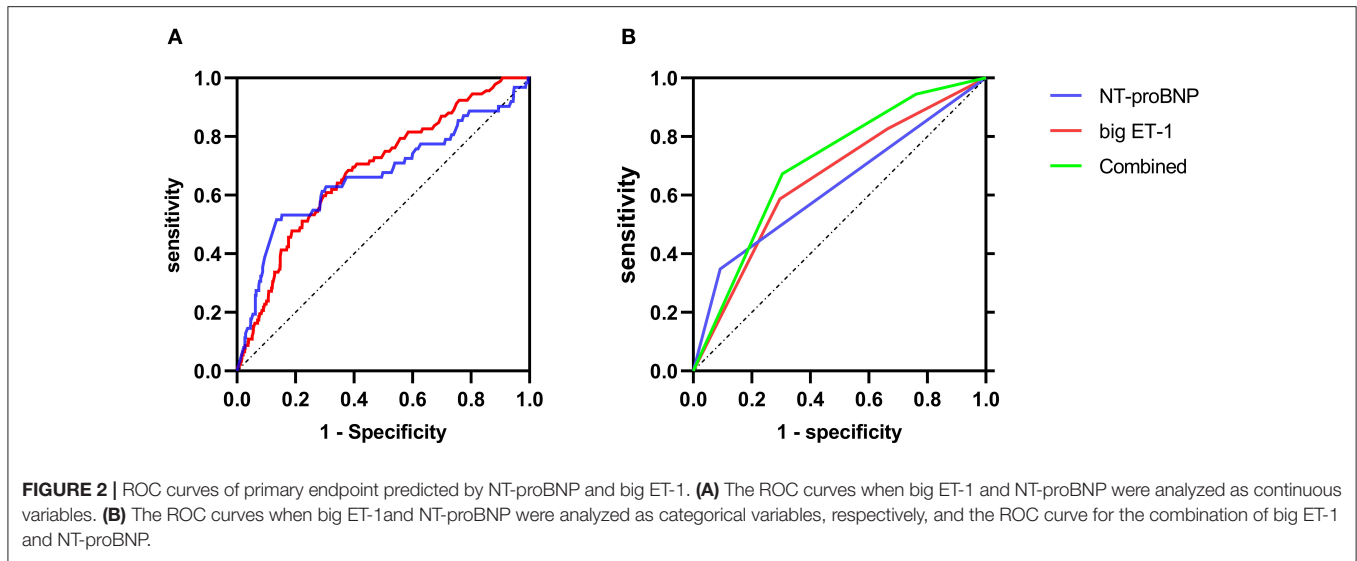 A
B
1.0
0.8
0.6
0.4
0.2
0.0
sensitivity
0.0 0.2 0.4 0.6 0.8 1.0
1 - Specificity
1.0
0.8
0.6
0.4
0.2
0.0
sensitivity
0.0 0.2 0.4 0.6 0.8 1.0
1 - specificity
NT-proBNP
big ET-1
Combined
FIGURE 2 | ROC curves of primary endpoint predicted by NT-proBNP and big ET-1. (A) The ROC curves when big ET-1 and NT-proBNP were analyzed as continuous
variables. (B) The ROC curves when big ET-1and NT-proBNP were analyzed as categorical variables, respectively, and the ROC curve for the combination of big ET-1
and NT-proBNP.